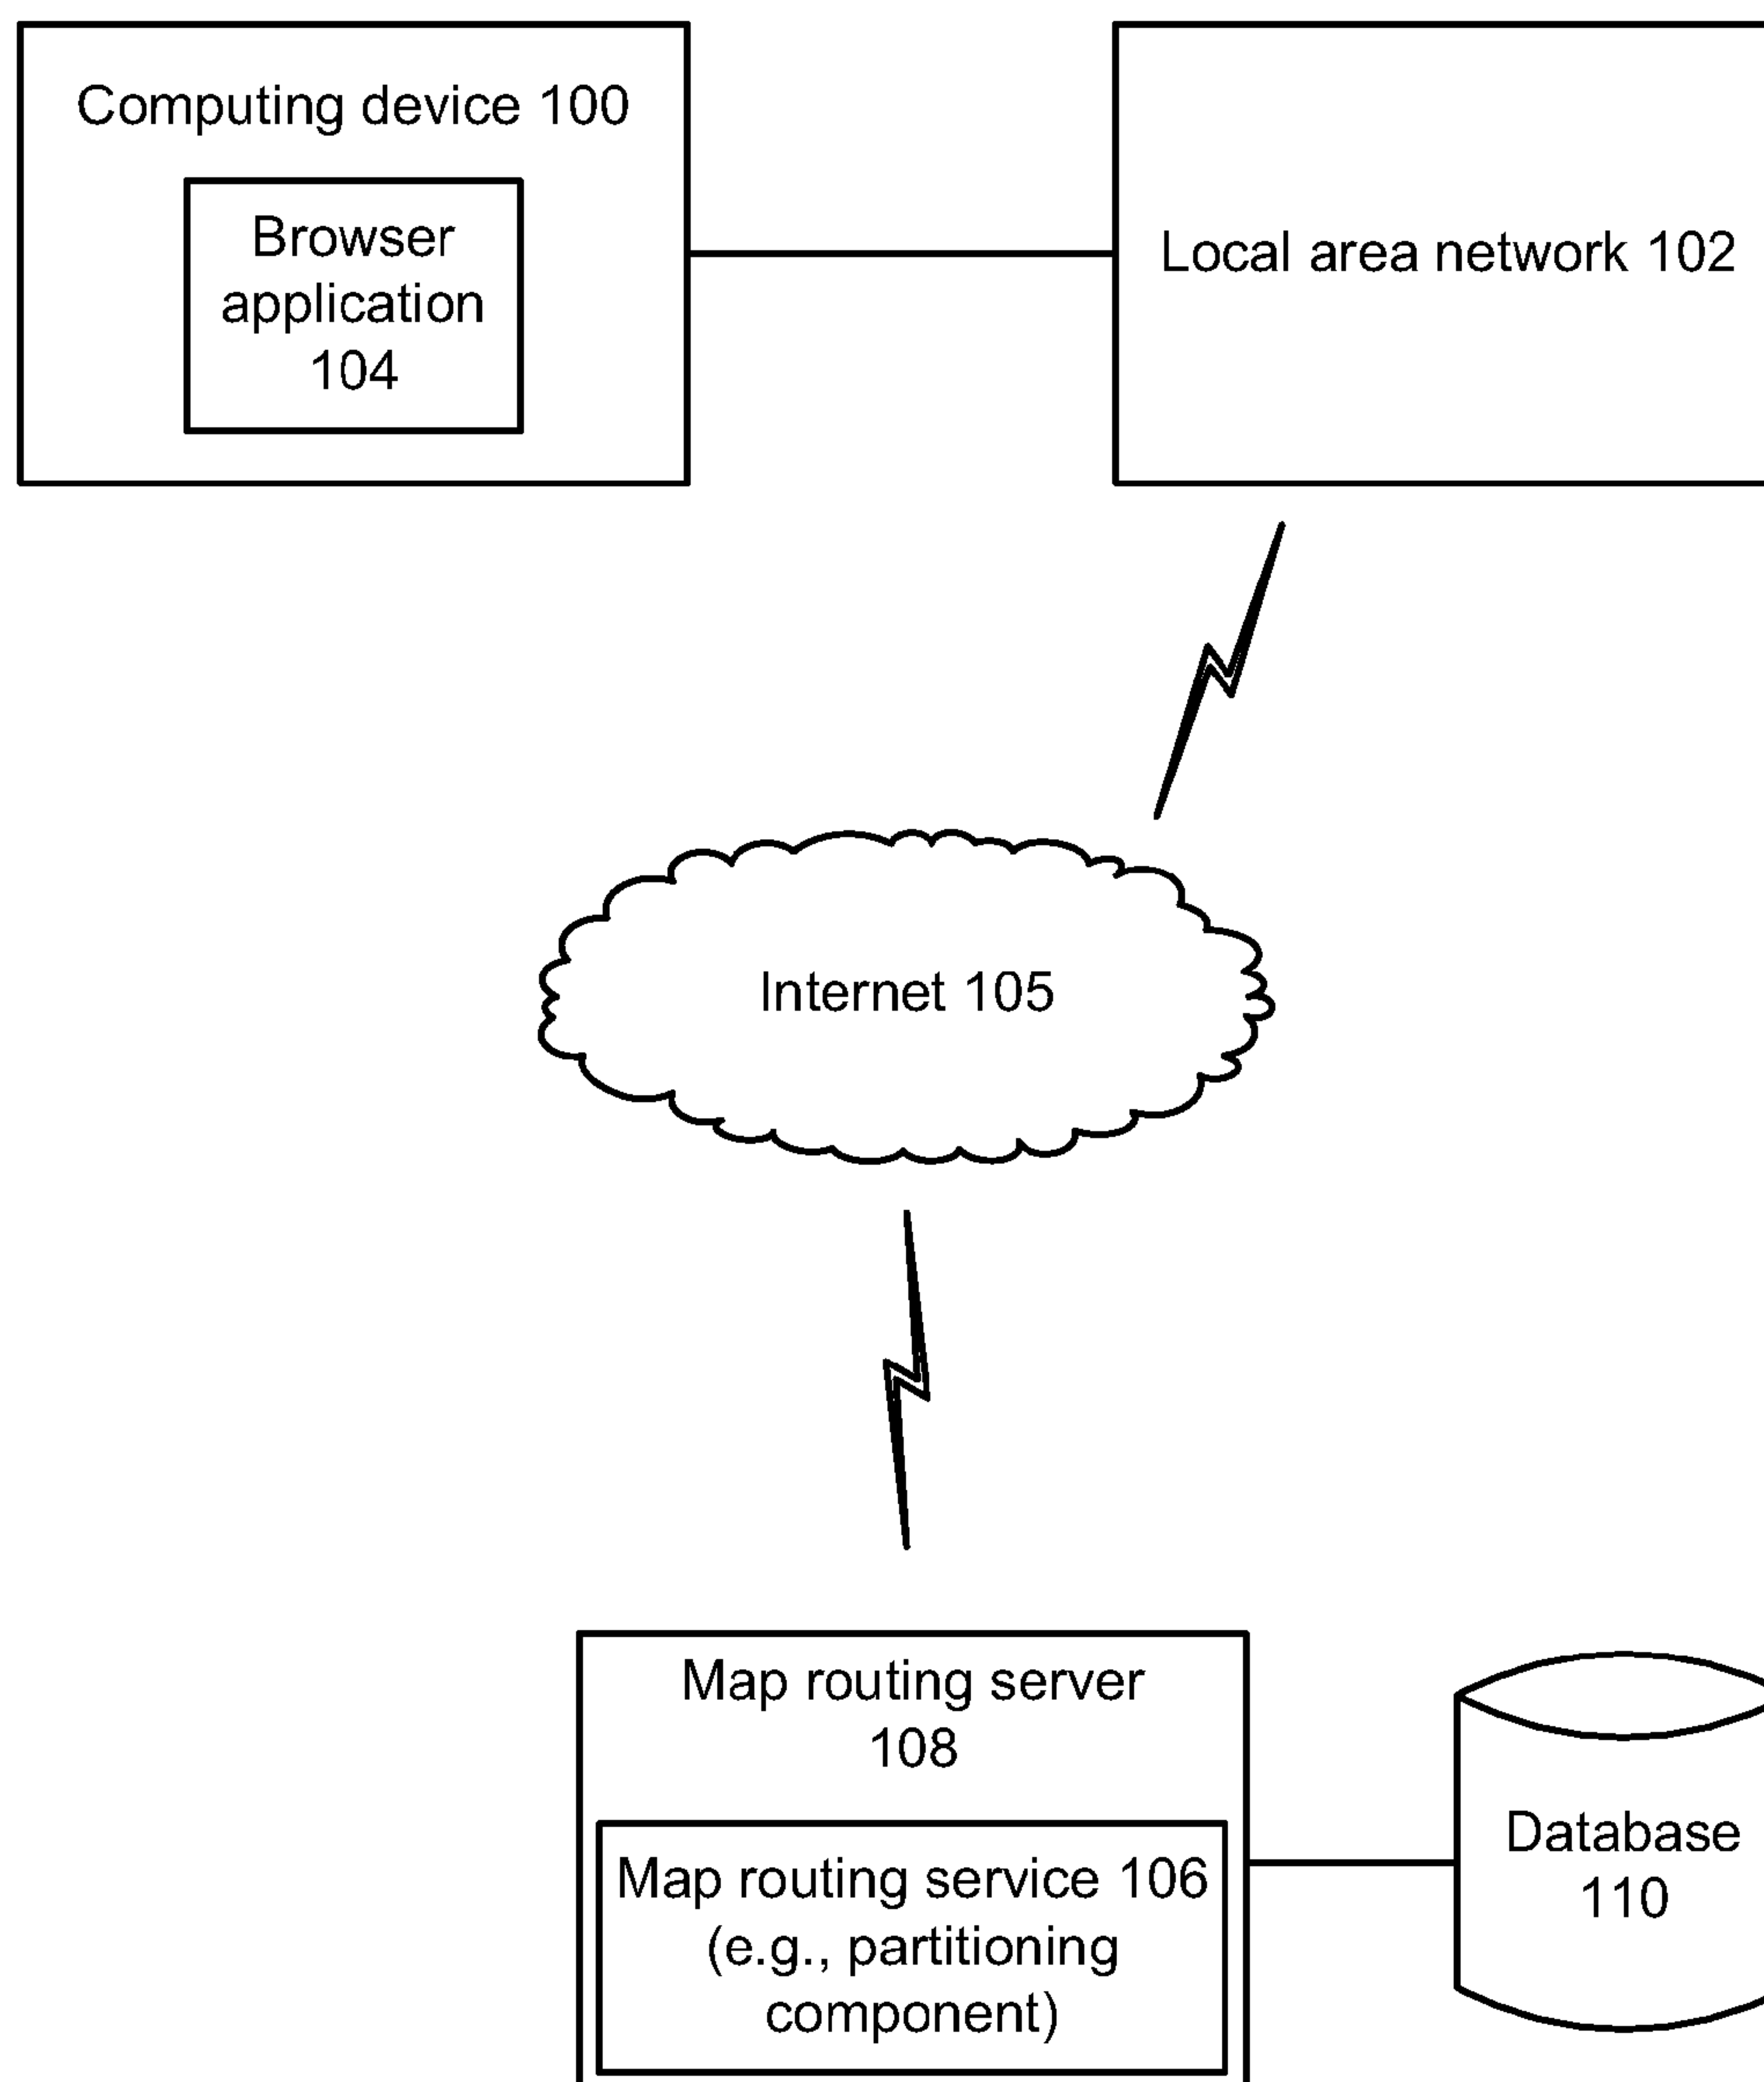 Computing device 100
Browser
application
104
Local area network 102
Internet 105
Map routing server
108
Map routing service 106
(e.g., partitioning
component)
Database
110